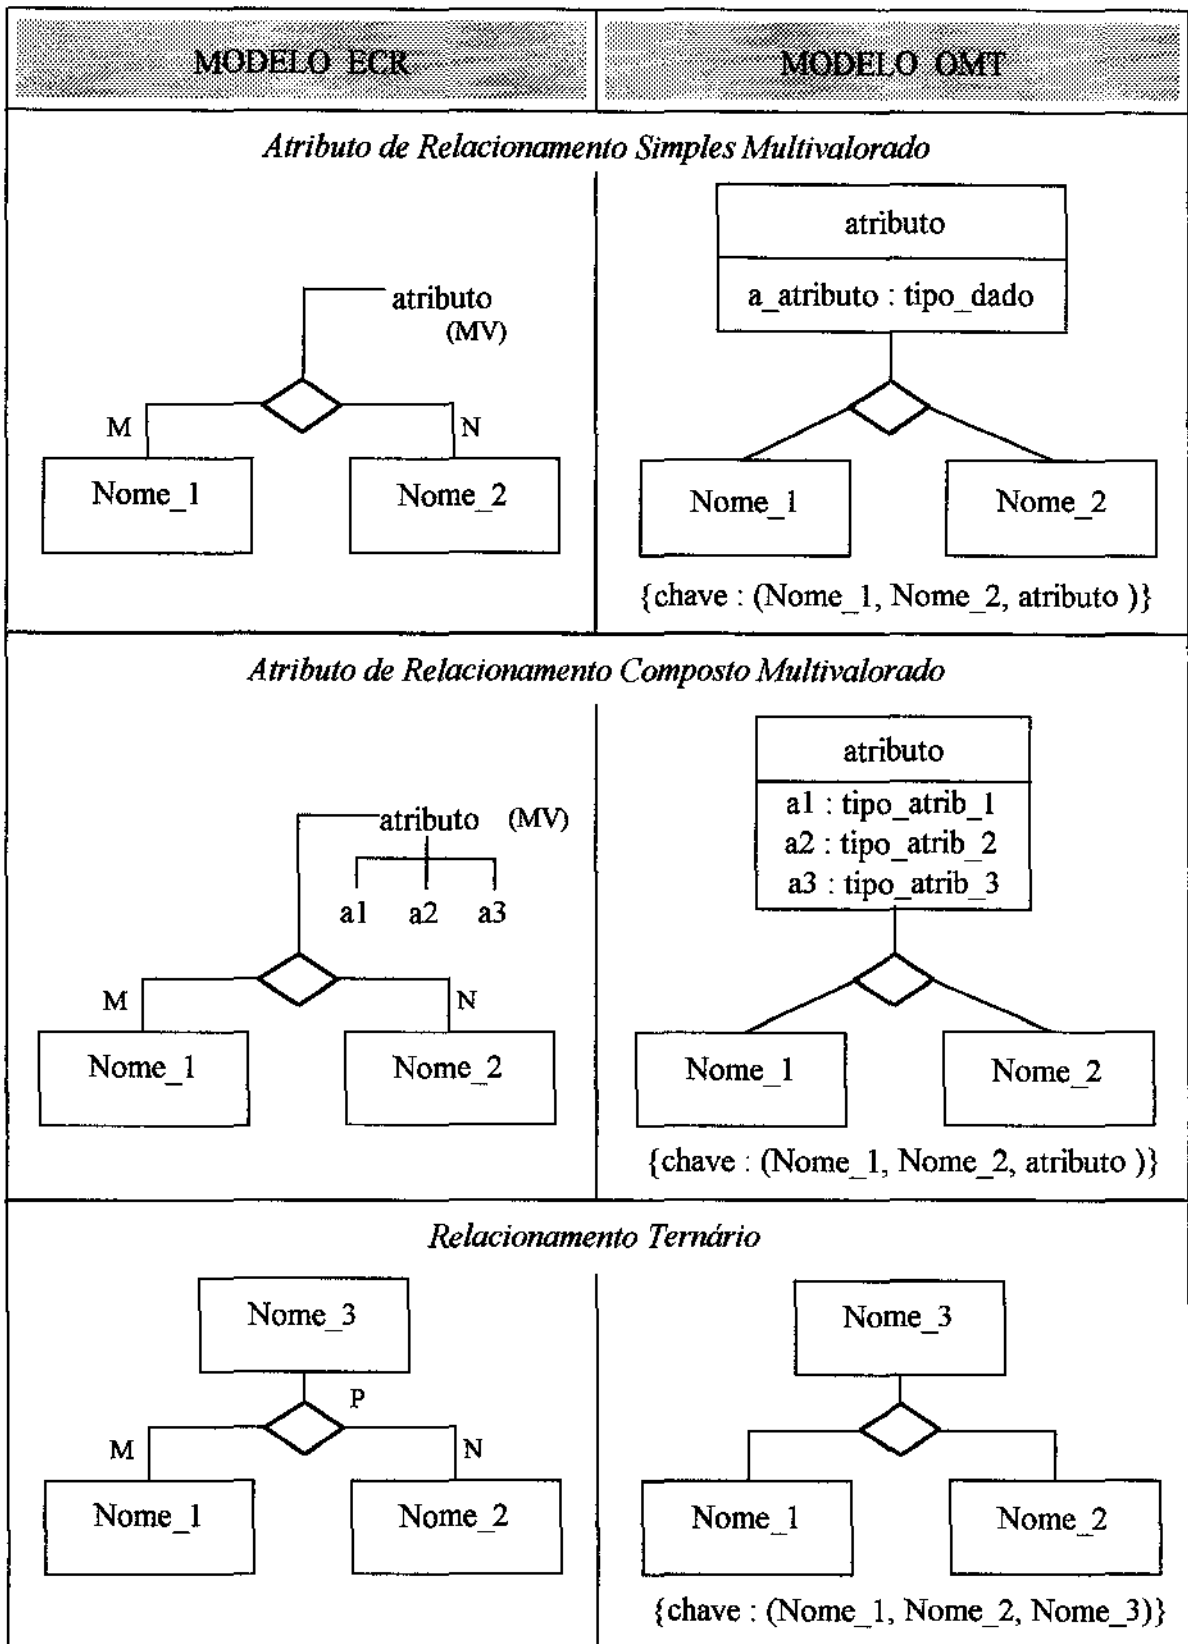 MODELO ECR
MODELO OMT
Atributo de Relacionamento Simples Multivalorado
atributo
(MV)
M
N
Nome_1
Nome_2
atributo
a_atributo : tipo_dado
Nome_1
Nome_2
{chave : (Nome_1, Nome_2, atributo )}
Atributo de Relacionamento Composto Multivalorado
atributo (MV)
a1 a2 a3
M
N
Nome_1
Nome_2
atributo
a1 : tipo_atrib_1
a2 : tipo_atrib_2
a3 : tipo_atrib_3
Nome_1
Nome_2
{chave : (Nome_1, Nome_2, atributo )}
Relacionamento Ternário
Nome_3
P
M
N
Nome_1
Nome_2
Nome_3
Nome_1
Nome_2
{chave : (Nome_1, Nome_2, Nome_3)}